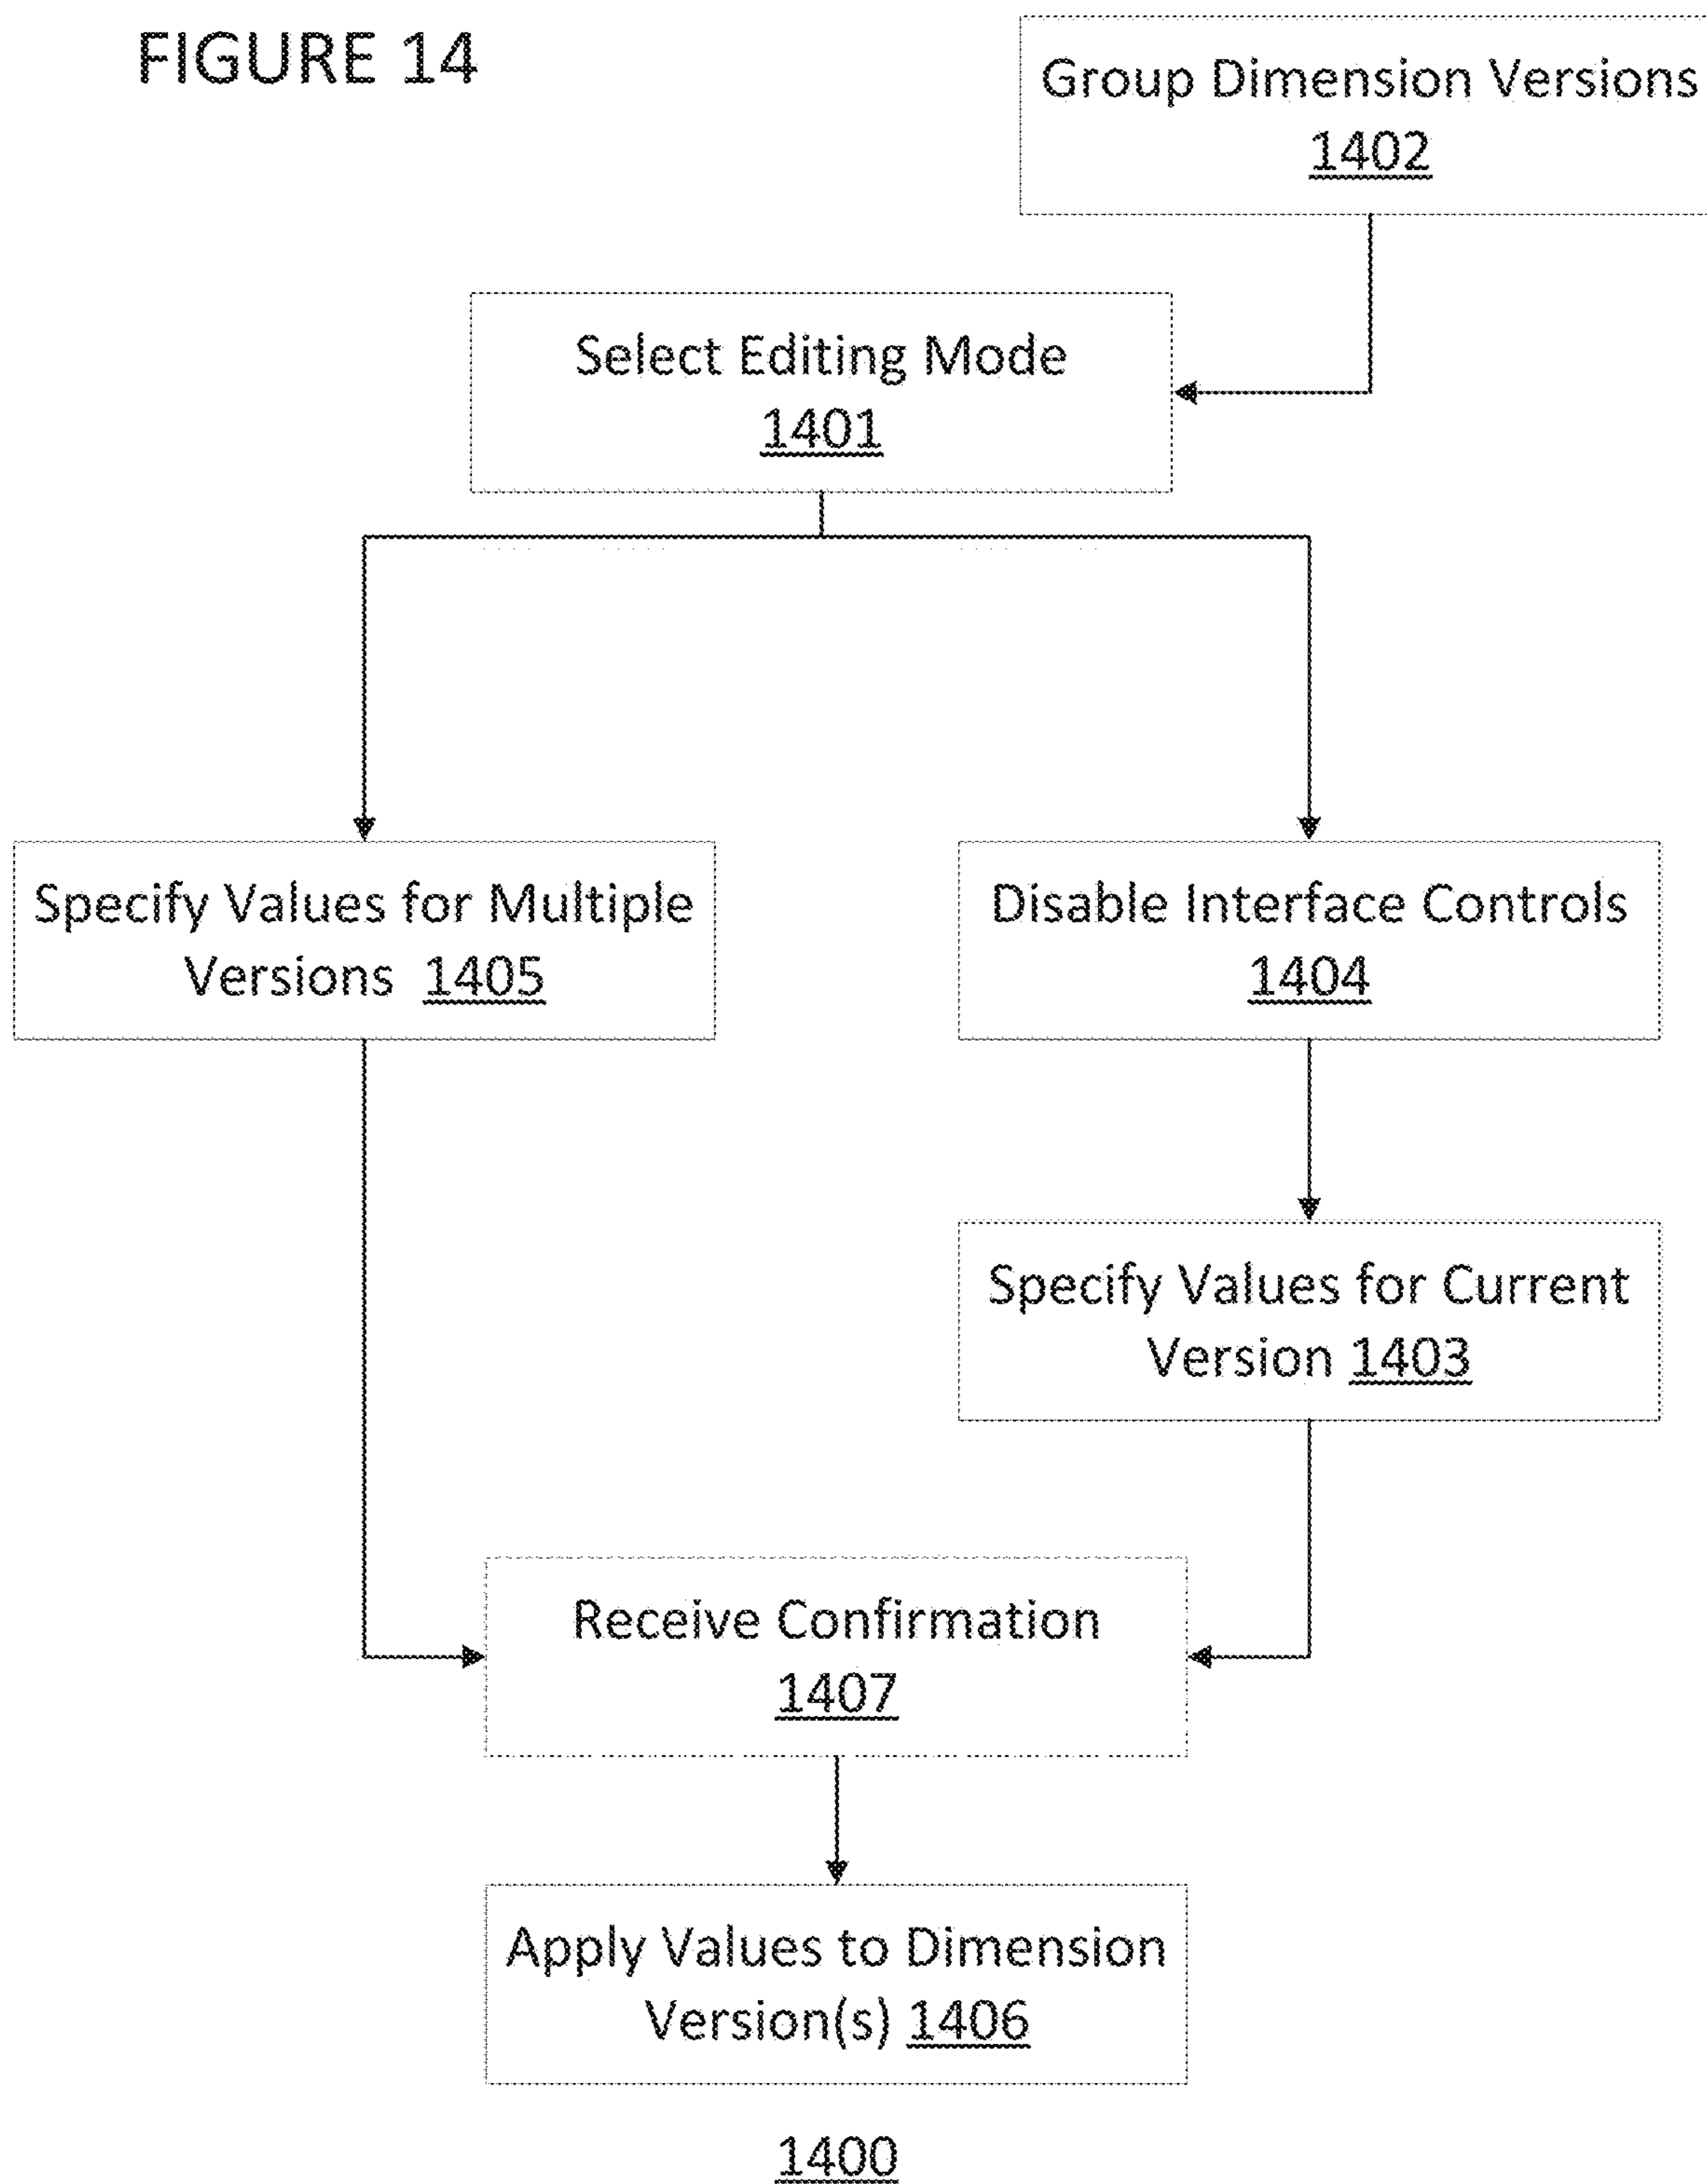 FIGURE 14
Group Dimension Versions
1402
Select Editing Mode
1401
Specify Values for Multiple
Versions 1405
Disable Interface Controls
1404
Specify Values for Current
Version 1403
Receive Confirmation
1407
Apply Values to Dimension
Version(s) 1406
1400